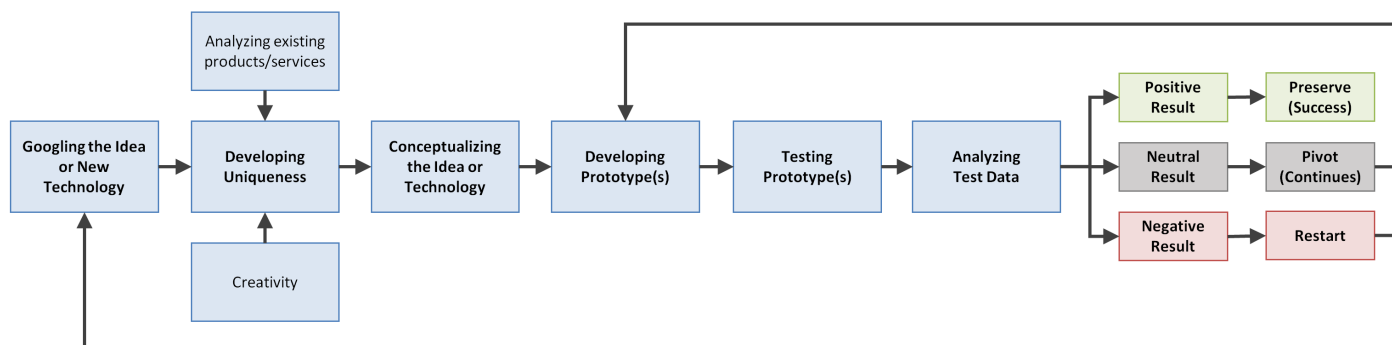 Analyzing existing
products/services
Googling the Idea
or New
Technology
Developing
Uniqueness
Creativity
Conceptualizing
the Idea or
Technology
Developing
Prototype(s)
Testing
Prototype(s)
Analyzing
Test Data
Positive
Result
Preserve
(Success)
Neutral
Result
Pivot
(Continues)
Negative
Result
Restart